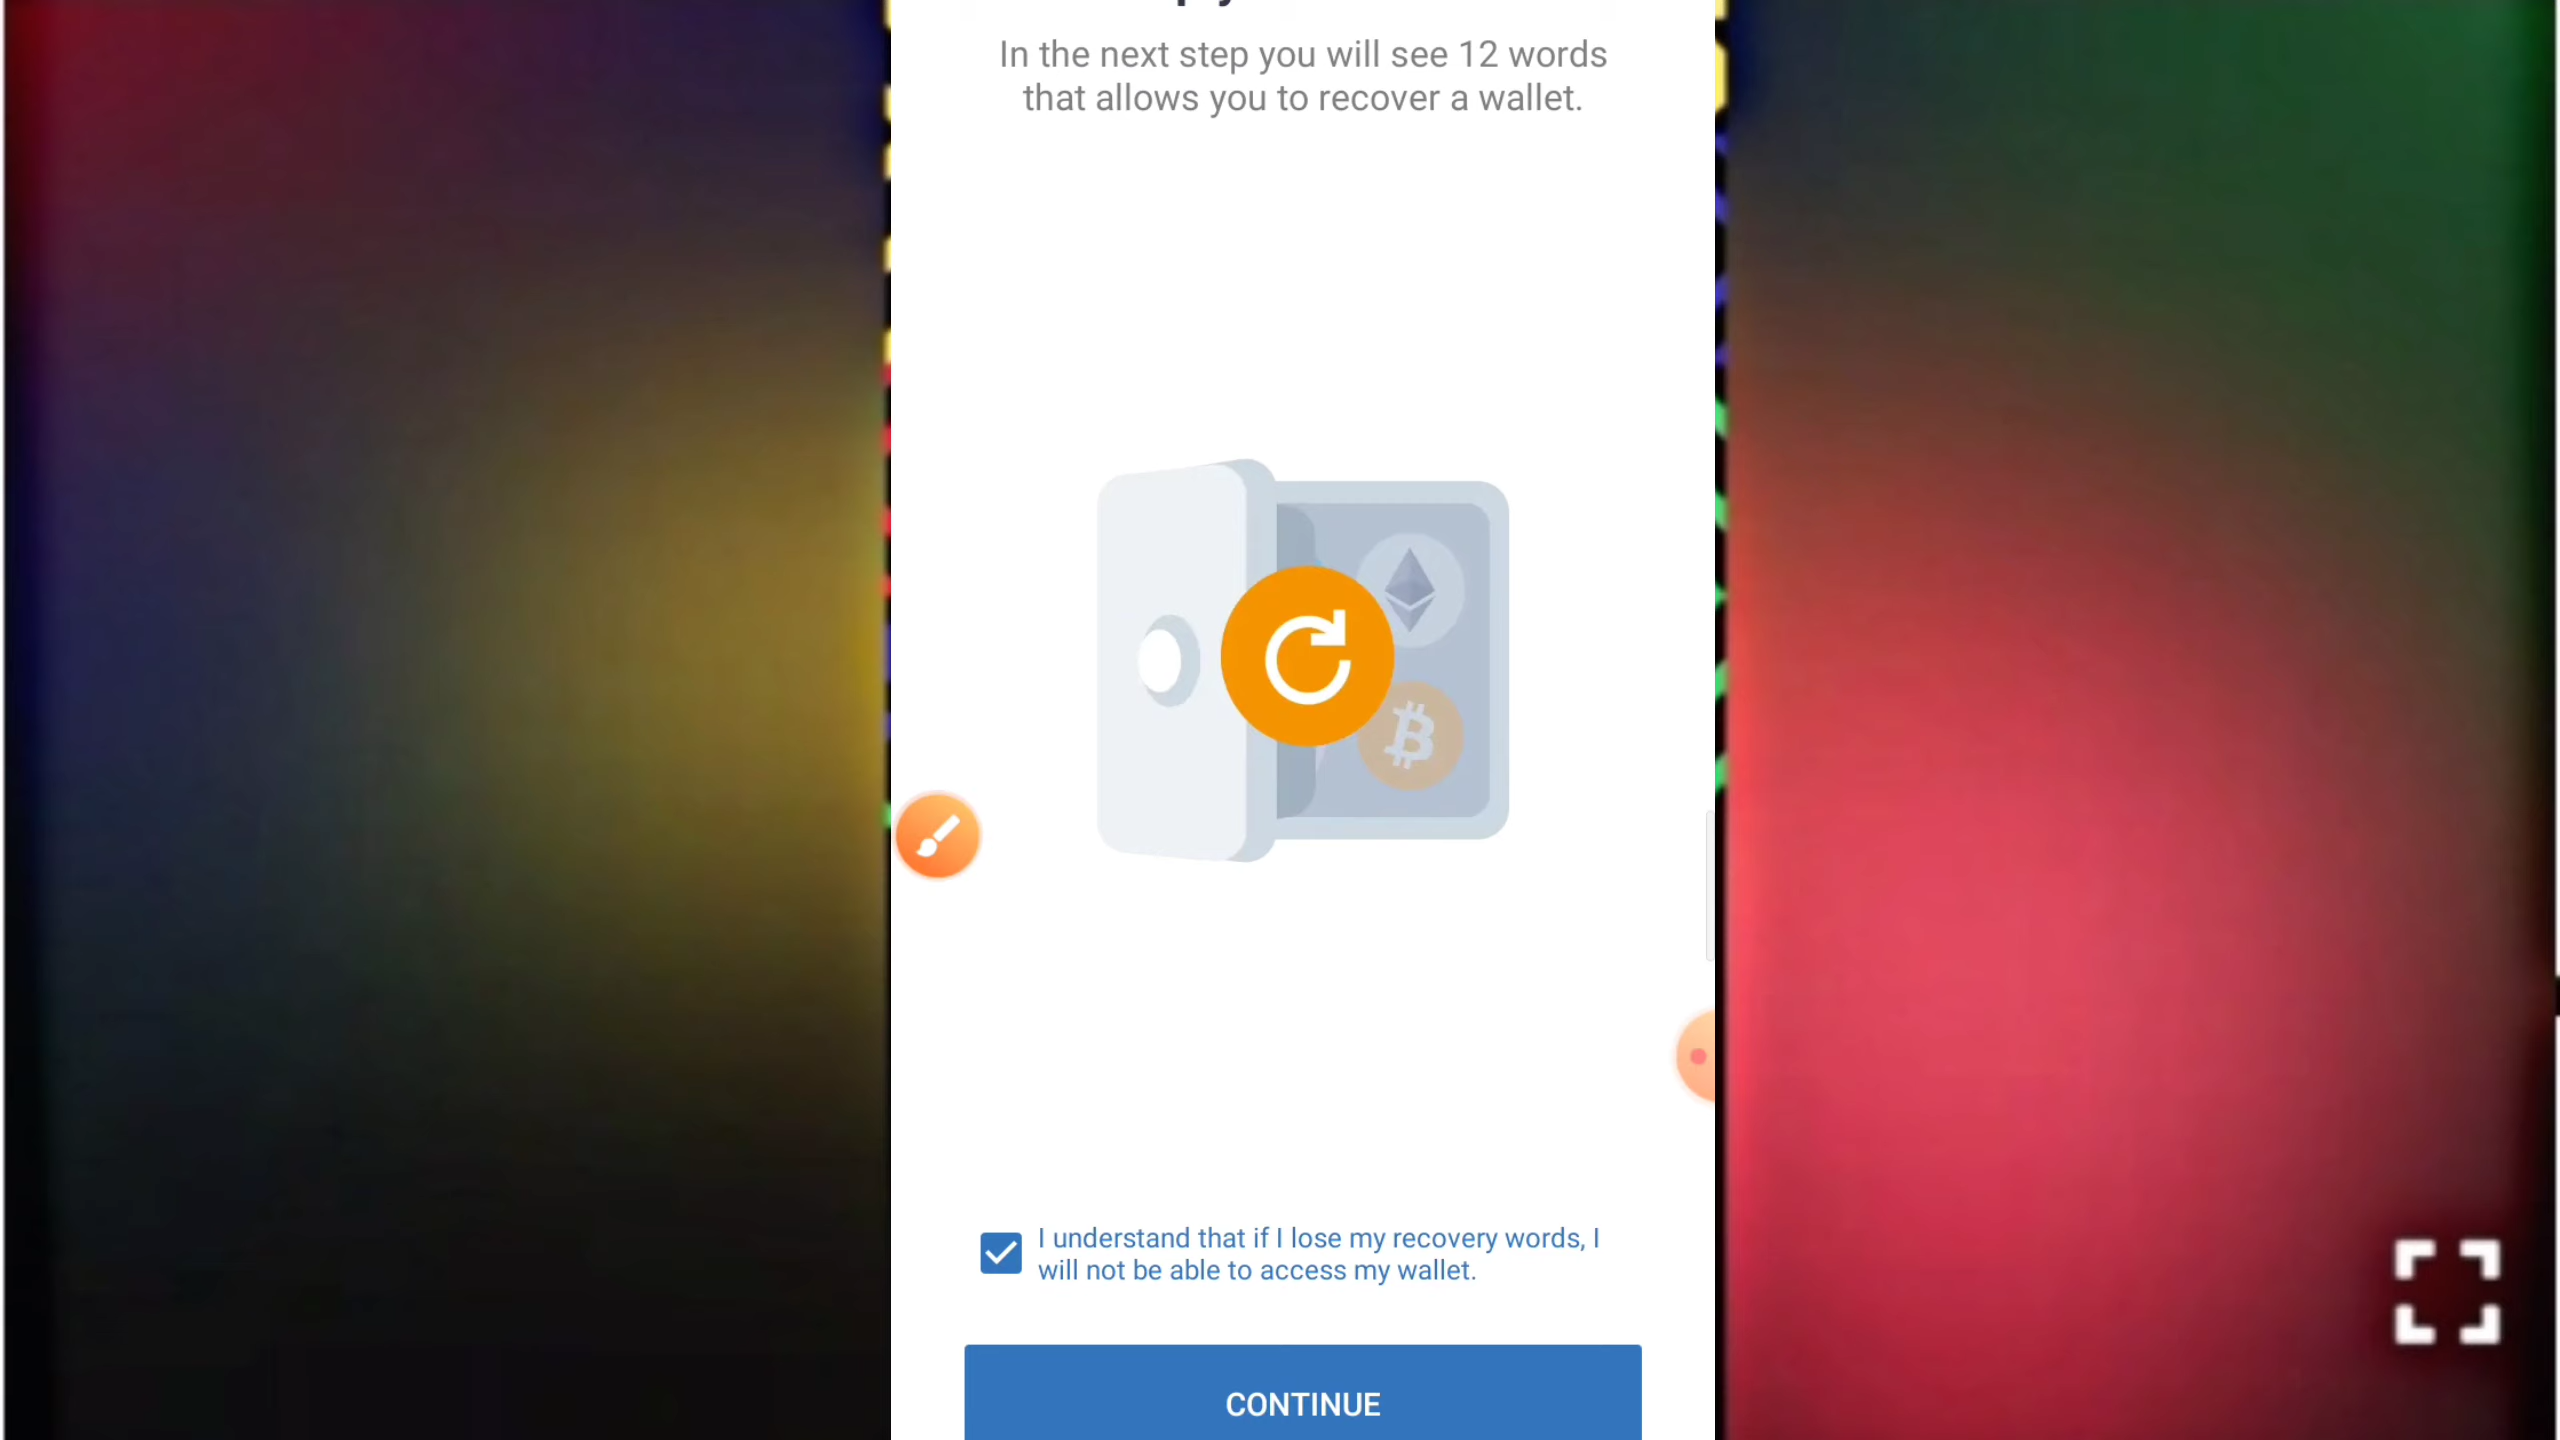 In the next step you will see 12 words
that allows you to recover a wallet.
I understand that if I lose my recovery words, I
will not be able to access my wallet.
CONTINUE